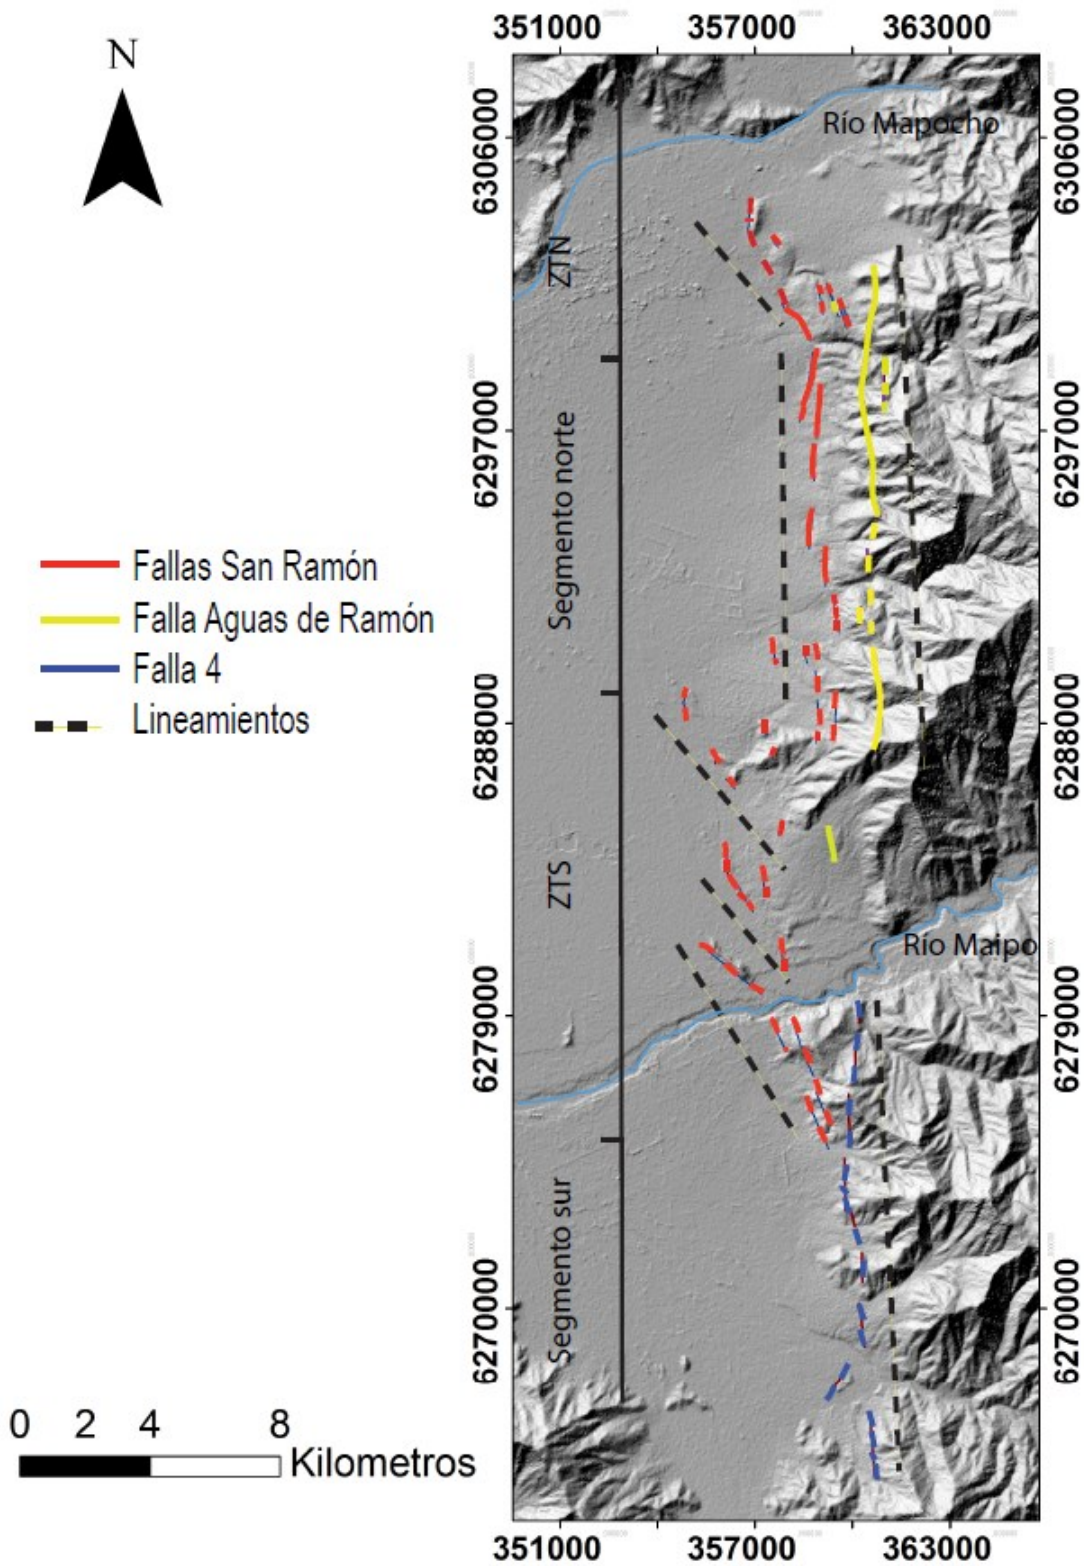 351000 357000 363000
N
Río Mapocho
6306000 6306000
ZTN
6297000 6297000
Segmento norte
Fallas San Ramón
Falla Aguas de Ramón
Falla 4
Lineamientos
6288000 6288000
ZTS
Río Maipo
6279000 6279000
Segmento sur
6270000 6270000
0 2 4 8
Kilometros
351000 357000 363000